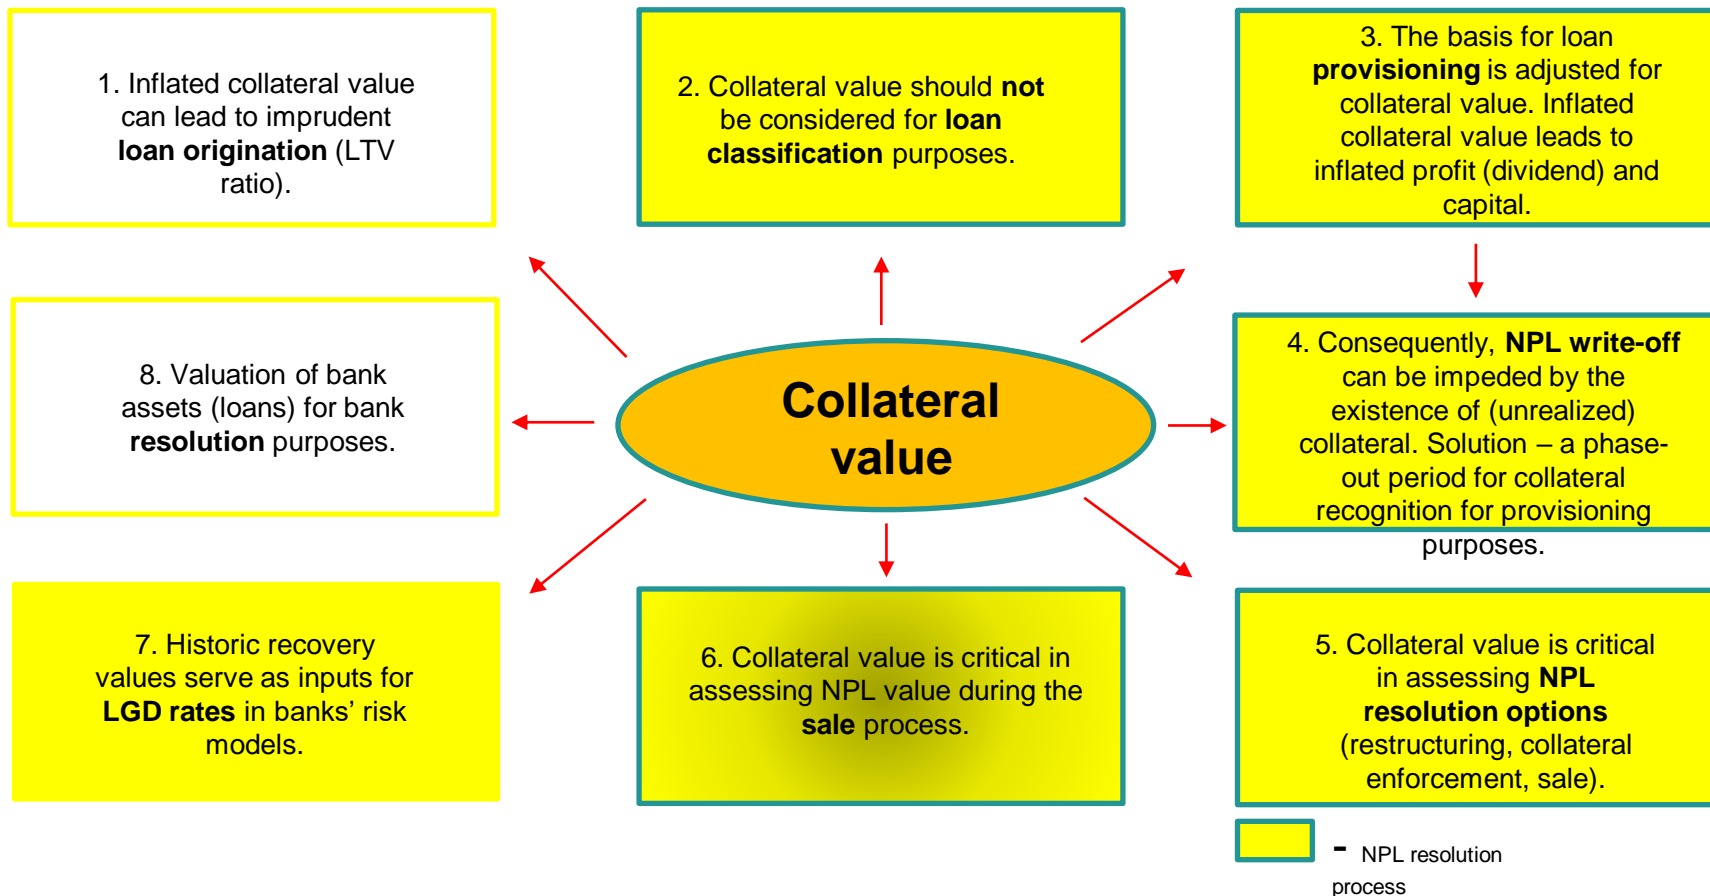 1. Inflated collateral value
can lead to imprudent
loan origination (LTV
ratio).
2. Collateral value should not
be considered for loan
classification purposes.
3. The basis for loan
provisioning is adjusted for
collateral value. Inflated
collateral value leads to
inflated profit (dividend) and
capital.
8. Valuation of bank
assets (loans) for bank
resolution purposes.
Collateral
value
4. Consequently, NPL write-off
can be impeded by the
existence of (unrealized)
collateral. Solution – a phase-
out period for collateral
recognition for provisioning
purposes.
7. Historic recovery
values serve as inputs for
LGD rates in banks’ risk
models.
6. Collateral value is critical in
assessing NPL value during the
sale process.
5. Collateral value is critical
in assessing NPL
resolution options
(restructuring, collateral
enforcement, sale).
- NPL resolution
process